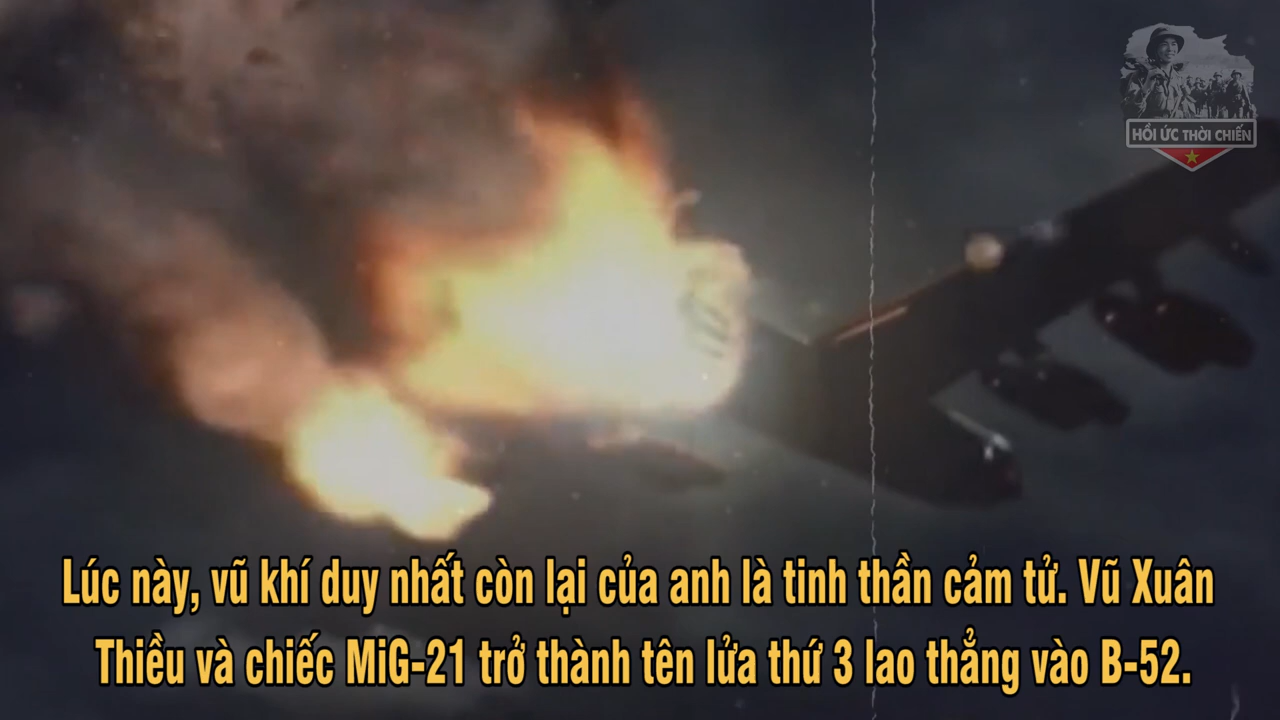 HỒI ỨC THỜI CHIẾN
Lúc này, vũ khí duy nhất còn lại của anh là tinh thần cảm tử. Vũ Xuân
Thiều và chiếc MiG-21 trở thành tên lửa thứ 3 lao thẳng vào B-52.